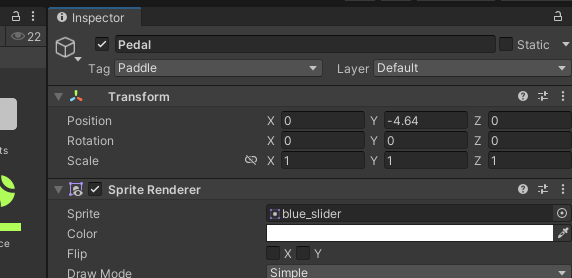 Inspector
22
Pedal
Static
Tag Paddle Layer Default
Transform
Position X 0 Y -4.64 Z 0
Rotation X 0 Y 0 Z 0
Scale X 1 Y 1 Z 1
ts
Sprite Renderer
Sprite blue_slider
Color
ce
Flip X Y
Draw Mode Simple